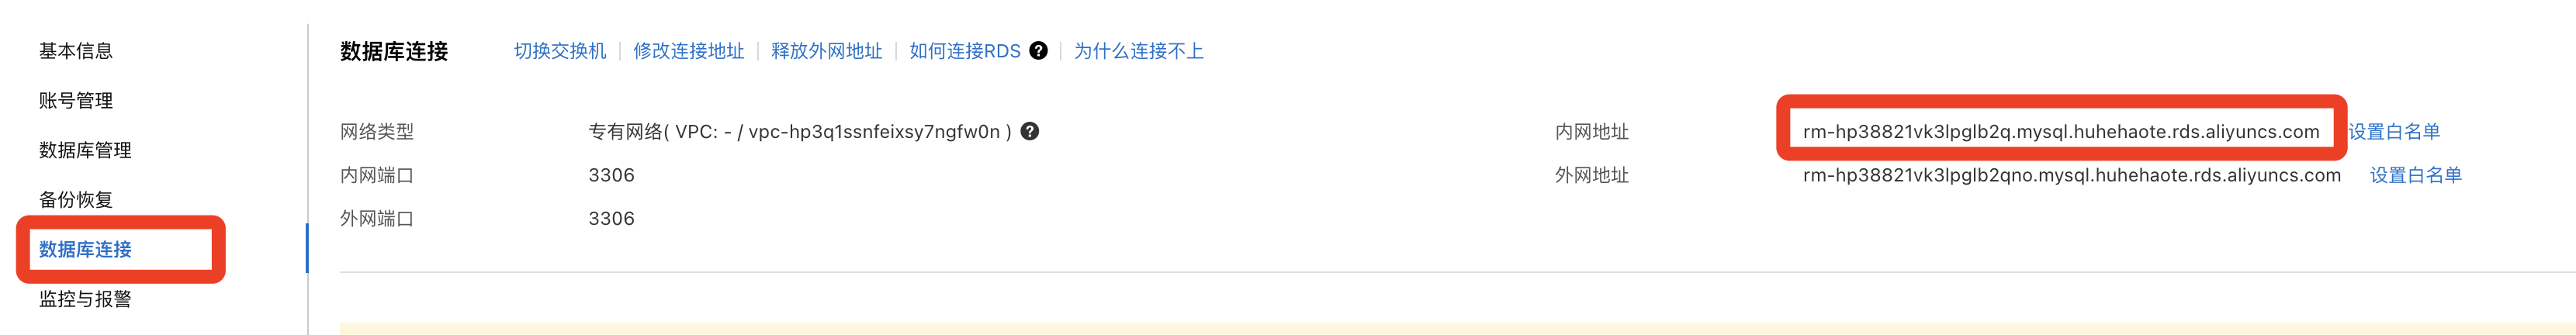 基本信息
账号管理
数据库管理
备份恢复
数据库连接
监控与报警
数据库连接 切换交换机 修改连接地址 释放外网地址 如何连接RDS ? 为什么连接不上
网络类型 专有网络( VPC: - / vpc-hp3q1ssnfeixsy7ngfw0n ) ? 内网地址 rm-hp38821vk3lpglb2q.mysql.huhehaote.rds.aliyuncs.com 设置白名单
内网端口 3306 外网地址 rm-hp38821vk3lpglb2qno.mysql.huhehaote.rds.aliyuncs.com 设置白名单
外网端口 3306